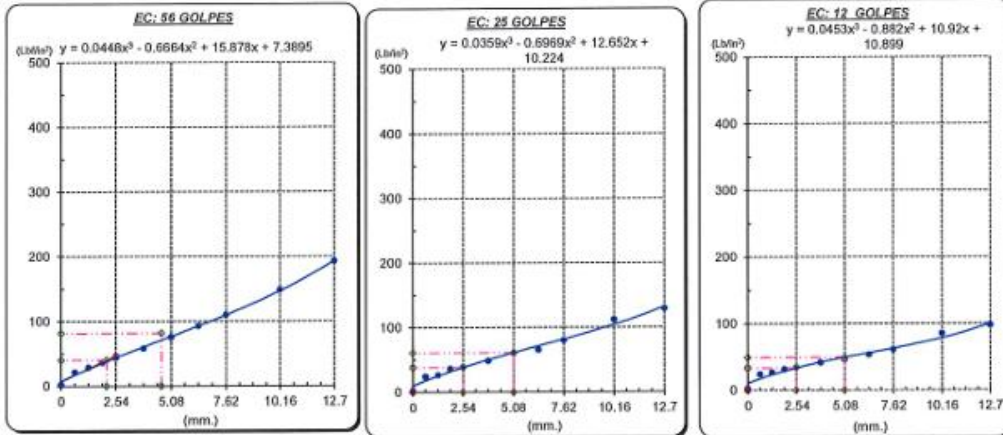 EC: 56 GOLPES
(Lb/in²) y = 0.0448x³ - 0.6664x² + 15.878x + 7.3895
500
400
300
200
100
0
0 2.54 5.08 7.62 10.16 12.7
(mm.)
EC: 25 GOLPES
(Lb/in²) y = 0.0359x³ - 0.6969x² + 12.652x +
10.224
500
400
300
200
100
0
0 2.54 5.08 7.62 10.16 12.7
(mm.)
EC: 12 GOLPES
y = 0.0453x³ - 0.882x² + 10.92x +
(Lb/in²) 10.899
500
400
300
200
100
0
0 2.54 5.08 7.62 10.16 12.7
(mm.)